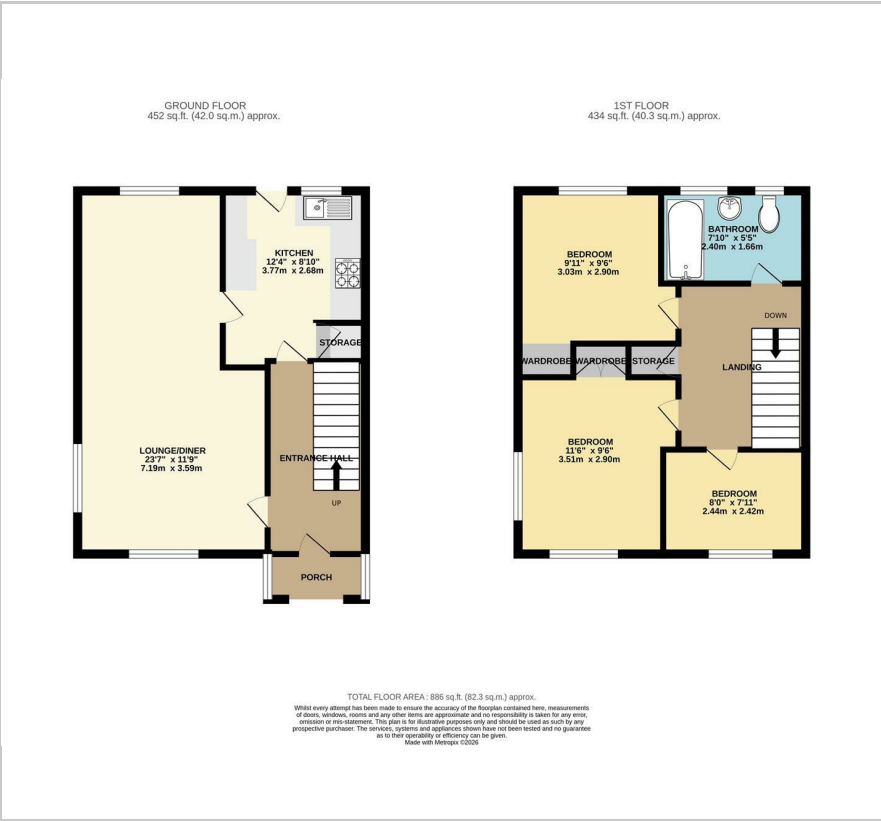 GROUND FLOOR
452 sq.ft. (42.0 sq.m.) approx.
1ST FLOOR
434 sq.ft. (40.3 sq.m.) approx.
KITCHEN
12'4" x 8'10"
3.77m x 2.68m
STORAGE
LOUNGE/DINER
23'7" x 11'9"
7.19m x 3.59m
ENTRANCE HALL
UP
PORCH
BATHROOM
7'10" x 5'5"
2.40m x 1.66m
BEDROOM
9'11" x 9'6"
3.03m x 2.90m
DOWN
WARDROBE
WARDROBE
STORAGE
LANDING
BEDROOM
11'6" x 9'6"
3.51m x 2.90m
BEDROOM
8'0" x 7'11"
2.44m x 2.42m
TOTAL FLOOR AREA : 886 sq.ft. (82.3 sq.m.) approx.
Whilst every attempt has been made to ensure the accuracy of the floorplan contained here, measurements
of doors, windows, rooms and any other items are approximate and no responsibility is taken for any error,
omission or mis-statement. This plan is for illustrative purposes only and should be used as such by any
prospective purchaser. The services, systems and appliances shown have not been tested and no guarantee
as to their operability or efficiency can be given.
Made with Metropix ©2026